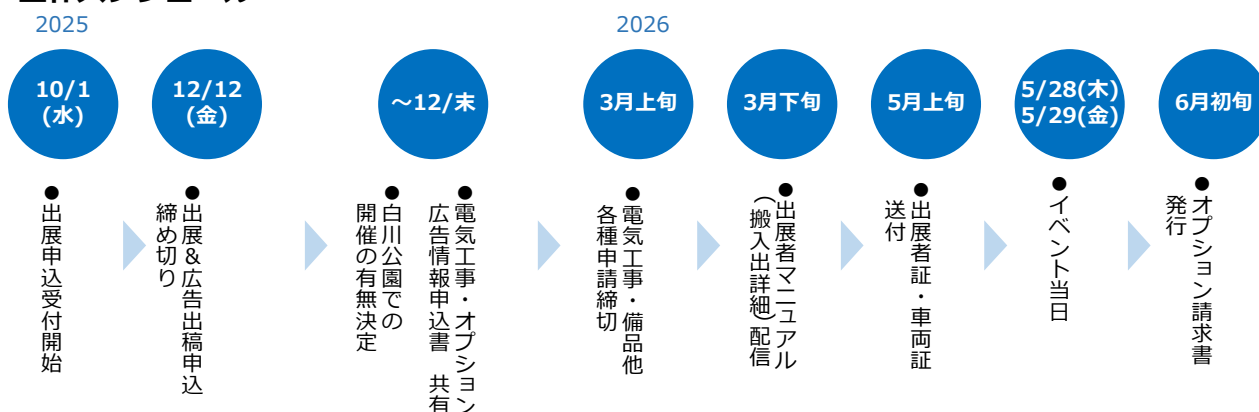 2025
2026
10/1
(水)
12/12
(金)
～12/末
3月上旬
3月下旬
5月上旬
5/28(木)
5/29(金)
6月初旬
●出展申込受付開始
●出展&広告出稿申込
締め切り
●白川公園での
開催の有無決定
●電気工事・オプション
広告情報申込書 共有
●電気工事・備品他
各種申請締切
●出展者マニュアル
(搬入出詳細)配信
●出展者証・車両証
送付
●イベント当日
●オプション請求書
発行